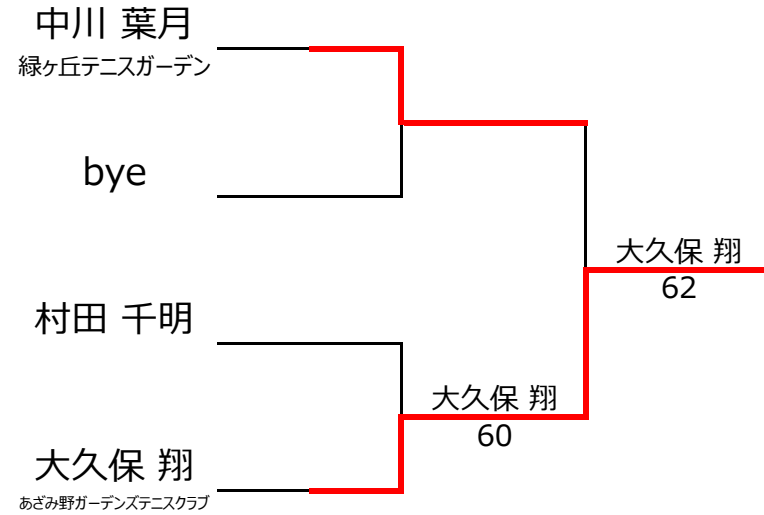 中川 葉月
緑ヶ丘テニスガーデン
bye
村田 千明
大久保 翔
あざみ野ガーデンズテニスクラブ
大久保 翔
60
大久保 翔
62